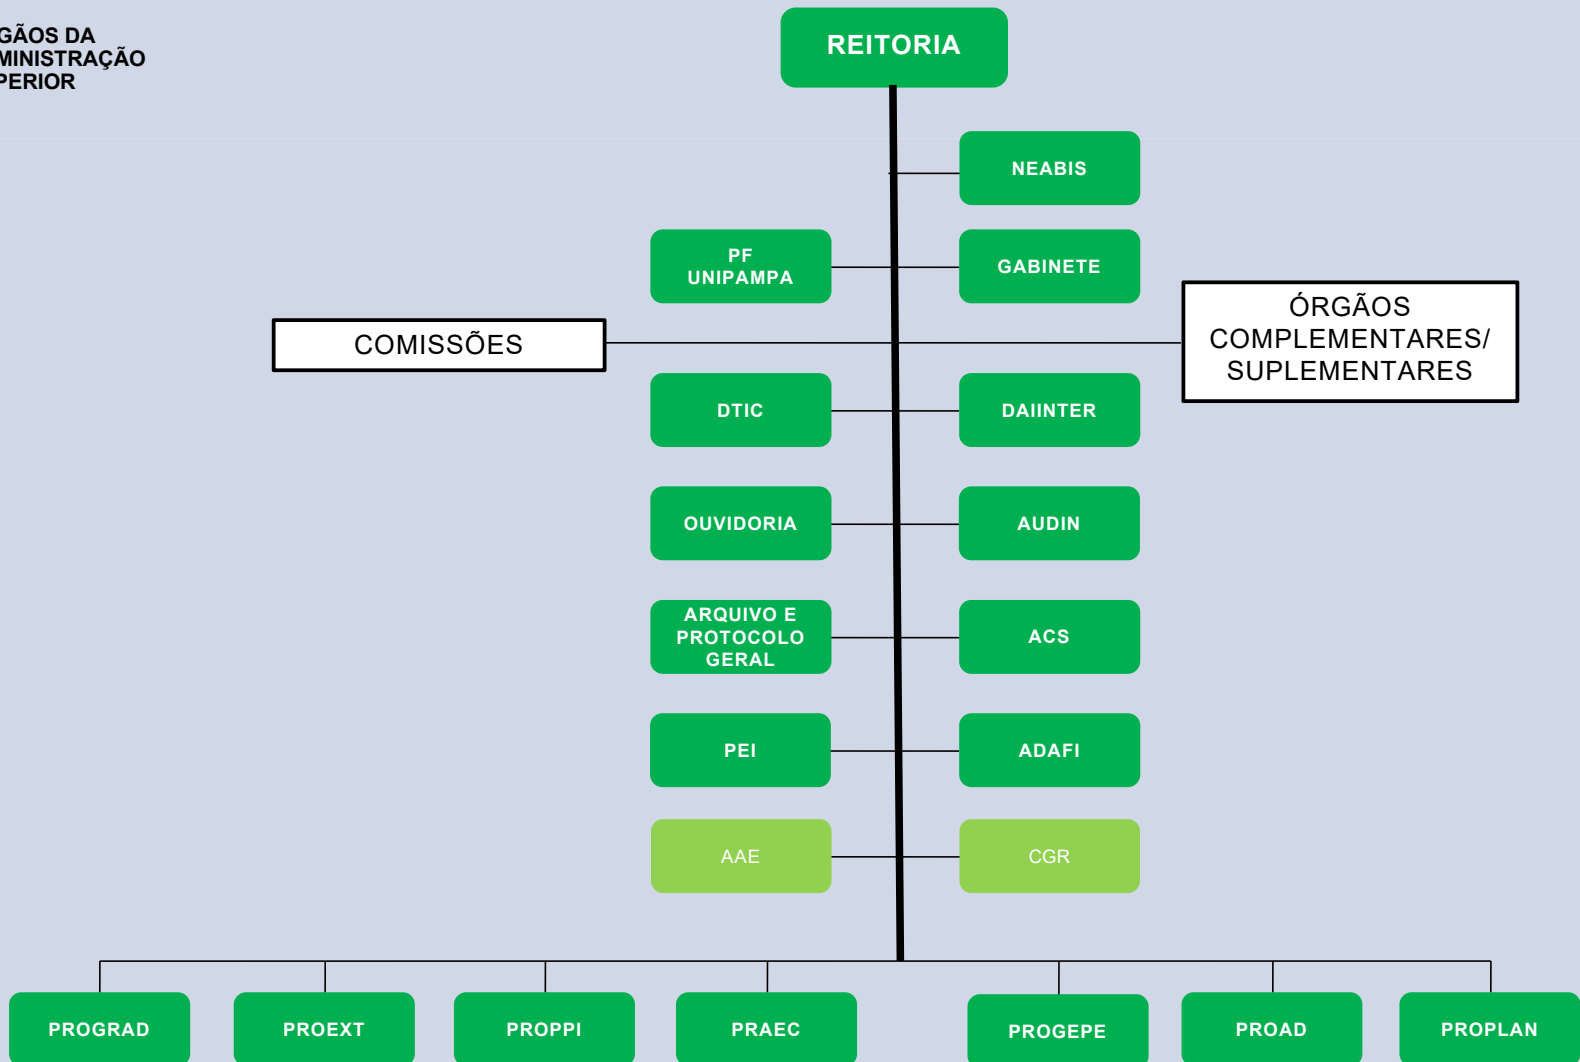 GÃOS DA
MINISTRAÇÃO
PERIOR
REITORIA
NEABIS
PF
UNIPAMPA
GABINETE
COMISSÕES
ÓRGÃOS
COMPLEMENTARES/
SUPLEMENTARES
DTIC
DAIINTER
OUVIDORIA
AUDIN
ARQUIVO E
PROTOCOLO
GERAL
ACS
PEI
ADAFI
AAE
CGR
PROGRAD
PROEXT
PROPPI
PRAEC
PROGEPE
PROAD
PROPLAN